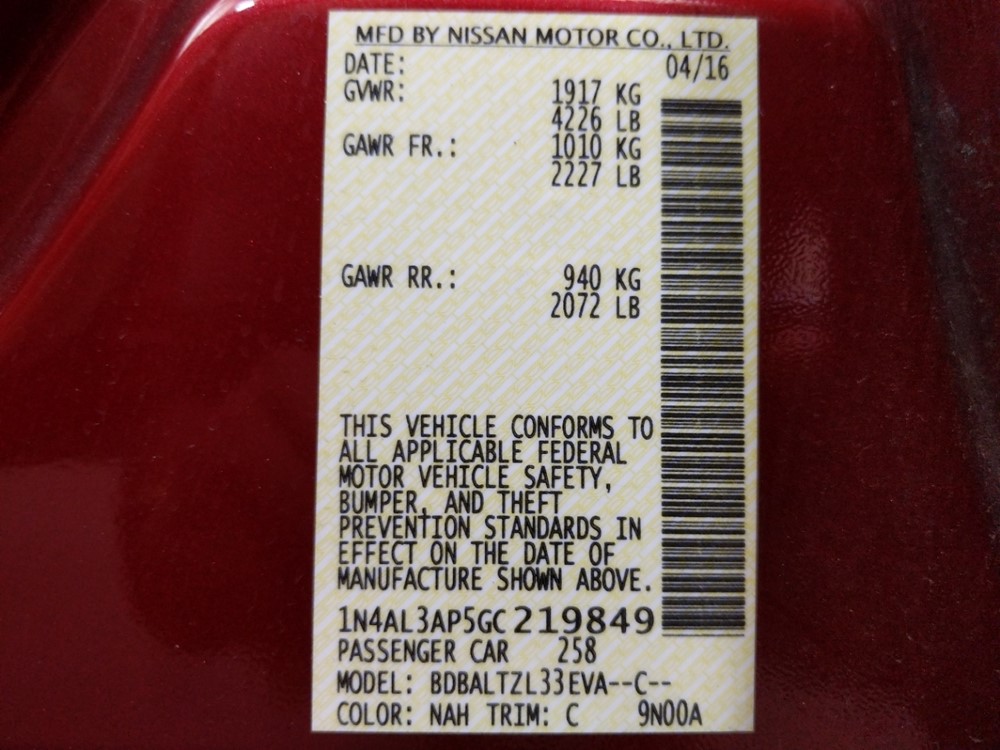 MFD BY NISSAN MOTOR CO., LTD.
DATE: 04/16
GVWR: 1917 KG
4226 LB
GAWR FR.: 1010 KG
2227 LB
GAWR RR.: 940 KG
2072 LB
THIS VEHICLE CONFORMS TO
ALL APPLICABLE FEDERAL
MOTOR VEHICLE SAFETY,
BUMPER, AND THEFT
PREVENTION STANDARDS IN
EFFECT ON THE DATE OF
MANUFACTURE SHOWN ABOVE.
1N4AL3AP5GC219849
PASSENGER CAR 258
MODEL: BDBALTZL33EVA--C--
COLOR: NAH TRIM: C 9N00A